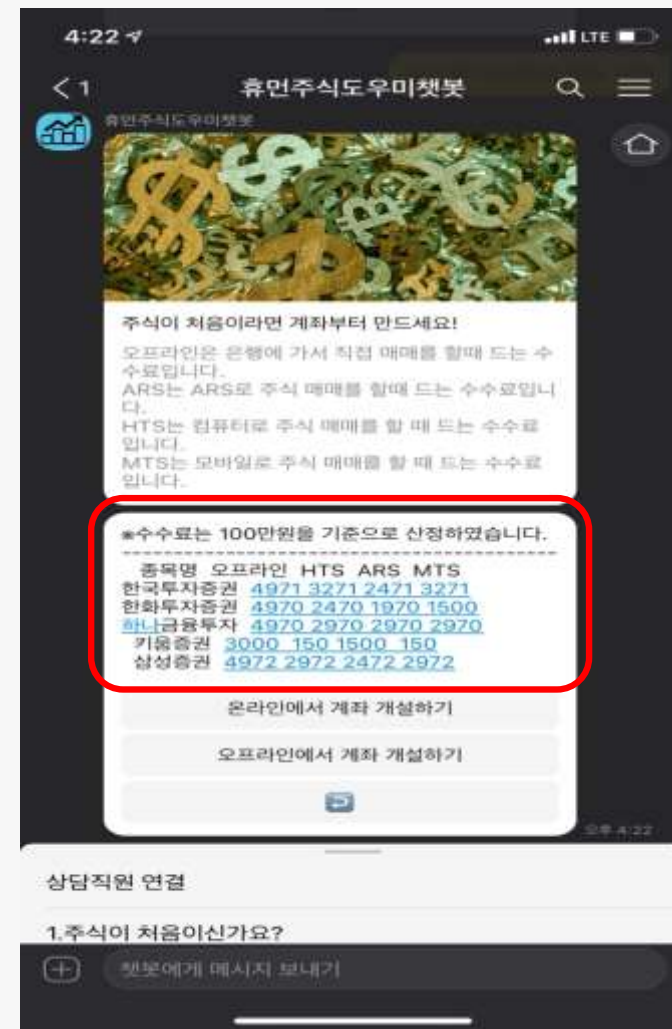 4:22
LTE
1 휴먼주식도우미챗봇
휴먼주식도우미챗봇
주식이 처음이라면 계좌부터 만드세요!
오프라인은 은행에 가서 직접 매매를 할때 드는 수
수료입니다.
ARS는 ARS로 주식 매매를 할때 드는 수수료입니
다.
HTS는 컴퓨터로 주식 매매를 할 때 드는 수수료
입니다.
MTS는 모바일로 주식 매매를 할 때 드는 수수료
입니다.
※수수료는 100만원을 기준으로 산정하였습니다.
--------------------------------------------
종목명 오프라인 HTS ARS MTS
한국투자증권 4971 3271 2471 3271
한화투자증권 4970 2470 1970 1500
하나금융투자 4970 2970 2970 2970
키움증권 3000 150 1500 150
삼성증권 4972 2972 2472 2972
온라인에서 계좌 개설하기
오프라인에서 계좌 개설하기
오후 4:22
상담직원 연결
1.주식이 처음이신가요?
챗봇에게 메시지 보내기